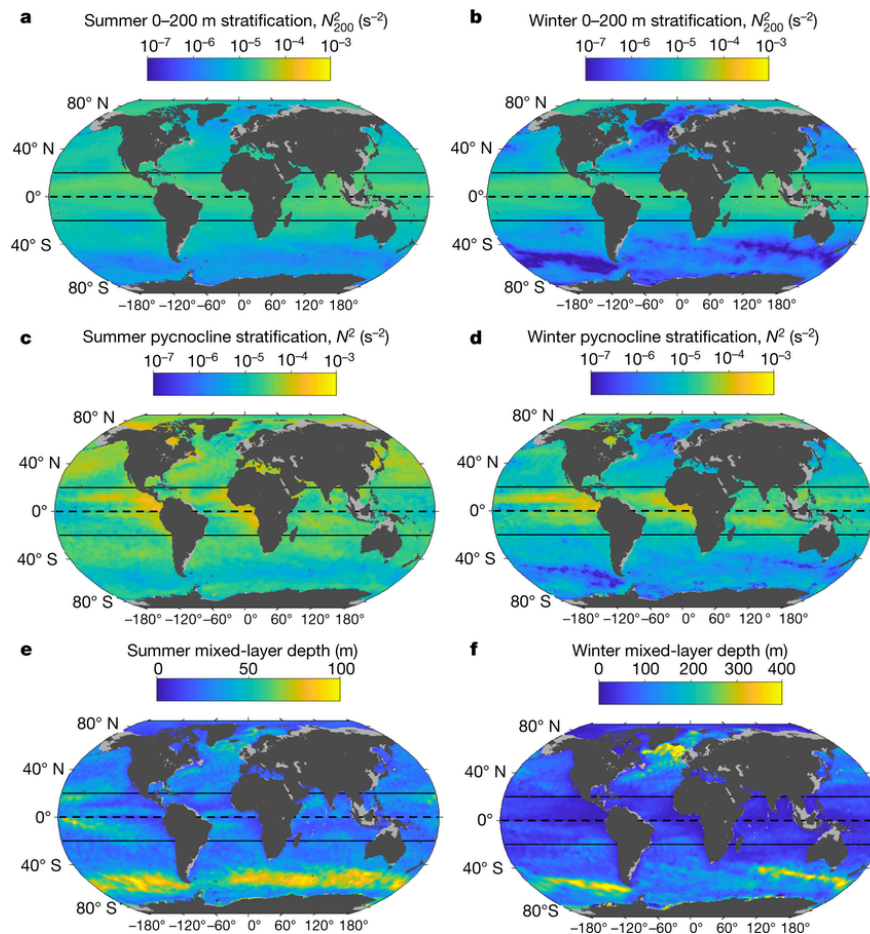 a Summer 0–200 m stratification, N²₂₀₀ (s⁻²)
10⁻⁷ 10⁻⁶ 10⁻⁵ 10⁻⁴ 10⁻³
80° N
40° N
0°
40° S
80° S
−180° −120° −60° 0° 60° 120° 180°
b Winter 0–200 m stratification, N²₂₀₀ (s⁻²)
10⁻⁷ 10⁻⁶ 10⁻⁵ 10⁻⁴ 10⁻³
80° N
40° N
0°
40° S
80° S
−180° −120° −60° 0° 60° 120° 180°
c Summer pycnocline stratification, N² (s⁻²)
10⁻⁷ 10⁻⁶ 10⁻⁵ 10⁻⁴ 10⁻³
80° N
40° N
0°
40° S
80° S
−180° −120° −60° 0° 60° 120° 180°
d Winter pycnocline stratification, N² (s⁻²)
10⁻⁷ 10⁻⁶ 10⁻⁵ 10⁻⁴ 10⁻³
80° N
40° N
0°
40° S
80° S
−180° −120° −60° 0° 60° 120° 180°
e Summer mixed-layer depth (m)
0 50 100
80° N
40° N
0°
40° S
80° S
−180° −120° −60° 0° 60° 120° 180°
f Winter mixed-layer depth (m)
0 100 200 300 400
80° N
40° N
0°
40° S
80°S
−180° −120° −60° 0° 60° 120° 180°